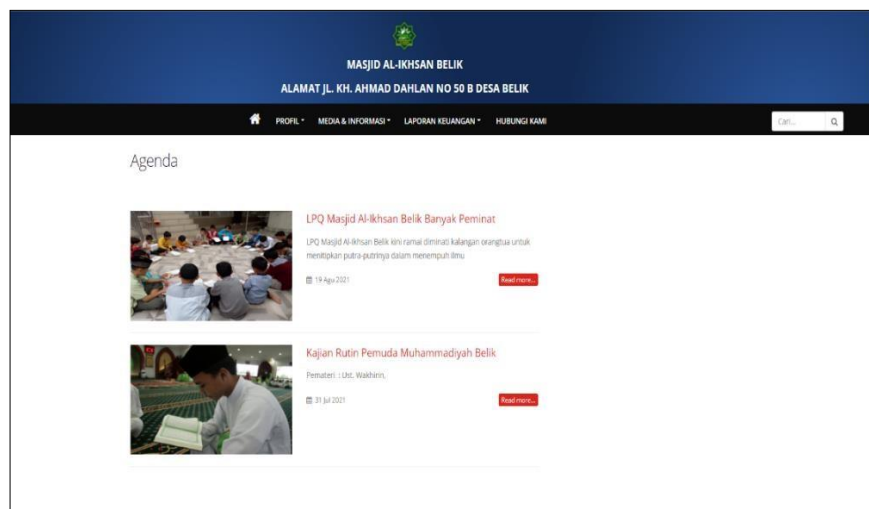 MASJID AL-IKHSAN BELIK
ALAMAT JL. KH. AHMAD DAHLAN NO 50 B DESA BELIK
PROFIL MEDIA & INFORMASI LAPORAN KEUANGAN HUBUNGI KAMI
Cari...
Agenda
LPQ Masjid Al-Ikhsan Belik Banyak Peminat
LPQ Masjid Al-Ikhsan Belik kini ramai diminati kalangan orangtua untuk
menitipkan putra-putrinya dalam menempuh ilmu
19 Agu 2021 Read more...
Kajian Rutin Pemuda Muhammadiyah Belik
Pemateri : Ust. Wakhirin,
31 Jul 2021 Read more...